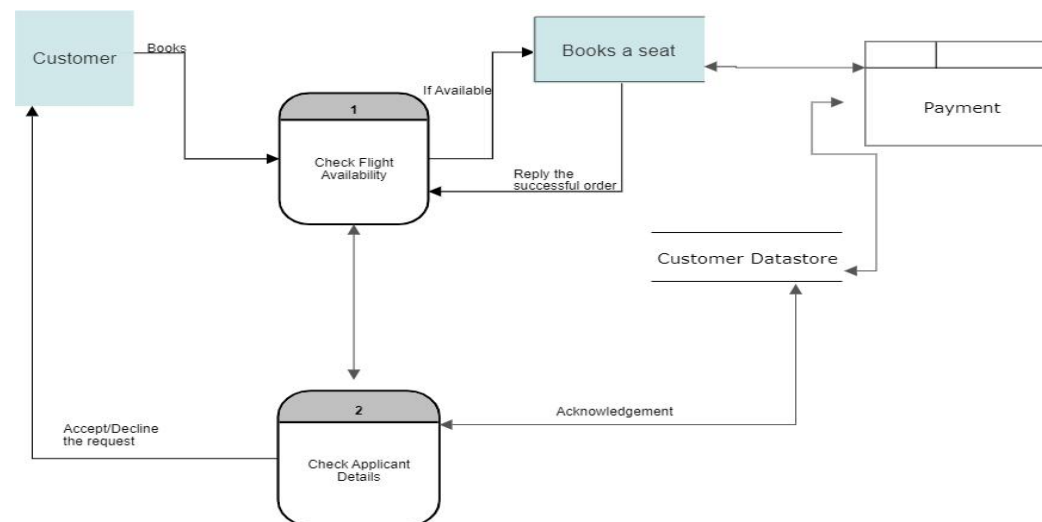 Customer
Books
Books a seat
If Available
Payment
1
Check Flight
Availability
Reply the
successful order
Customer Datastore
2
Acknowledgement
Accept/Decline
the request
Check Applicant
Details